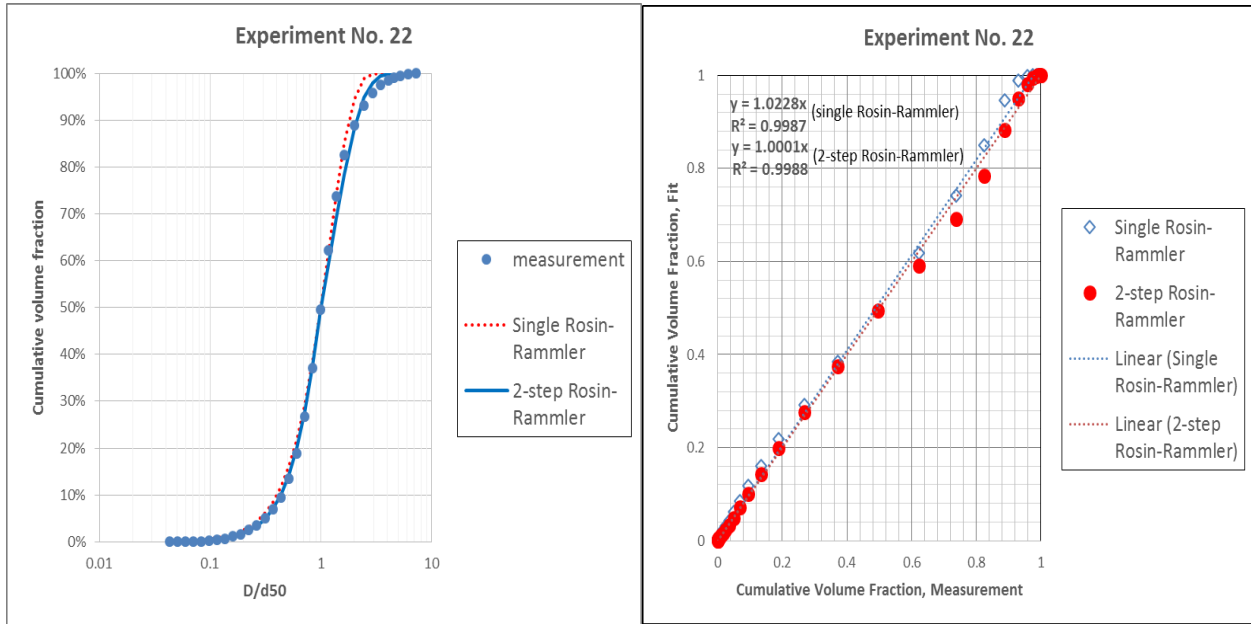 Experiment No. 22
100%
90%
80%
70%
60%
50%
40%
30%
20%
10%
0%
Cumulative volume fraction
0.01
0.1
1
10
D/d50
measurement
Single Rosin-
Rammler
2-step Rosin-
Rammler
Experiment No. 22
y = 1.0228x (single Rosin-Rammler)
R² = 0.9987
y = 1.0001x (2-step Rosin-Rammler)
R² = 0.9988
1
0.8
0.6
0.4
0.2
0
Cumulative Volume Fraction, Fit
0
0.2
0.4
0.6
0.8
1
Cumulative Volume Fraction, Measurement
Single Rosin-
Rammler
2-step Rosin-
Rammler
Linear (Single
Rosin-Rammler)
Linear (2-step
Rosin-Rammler)